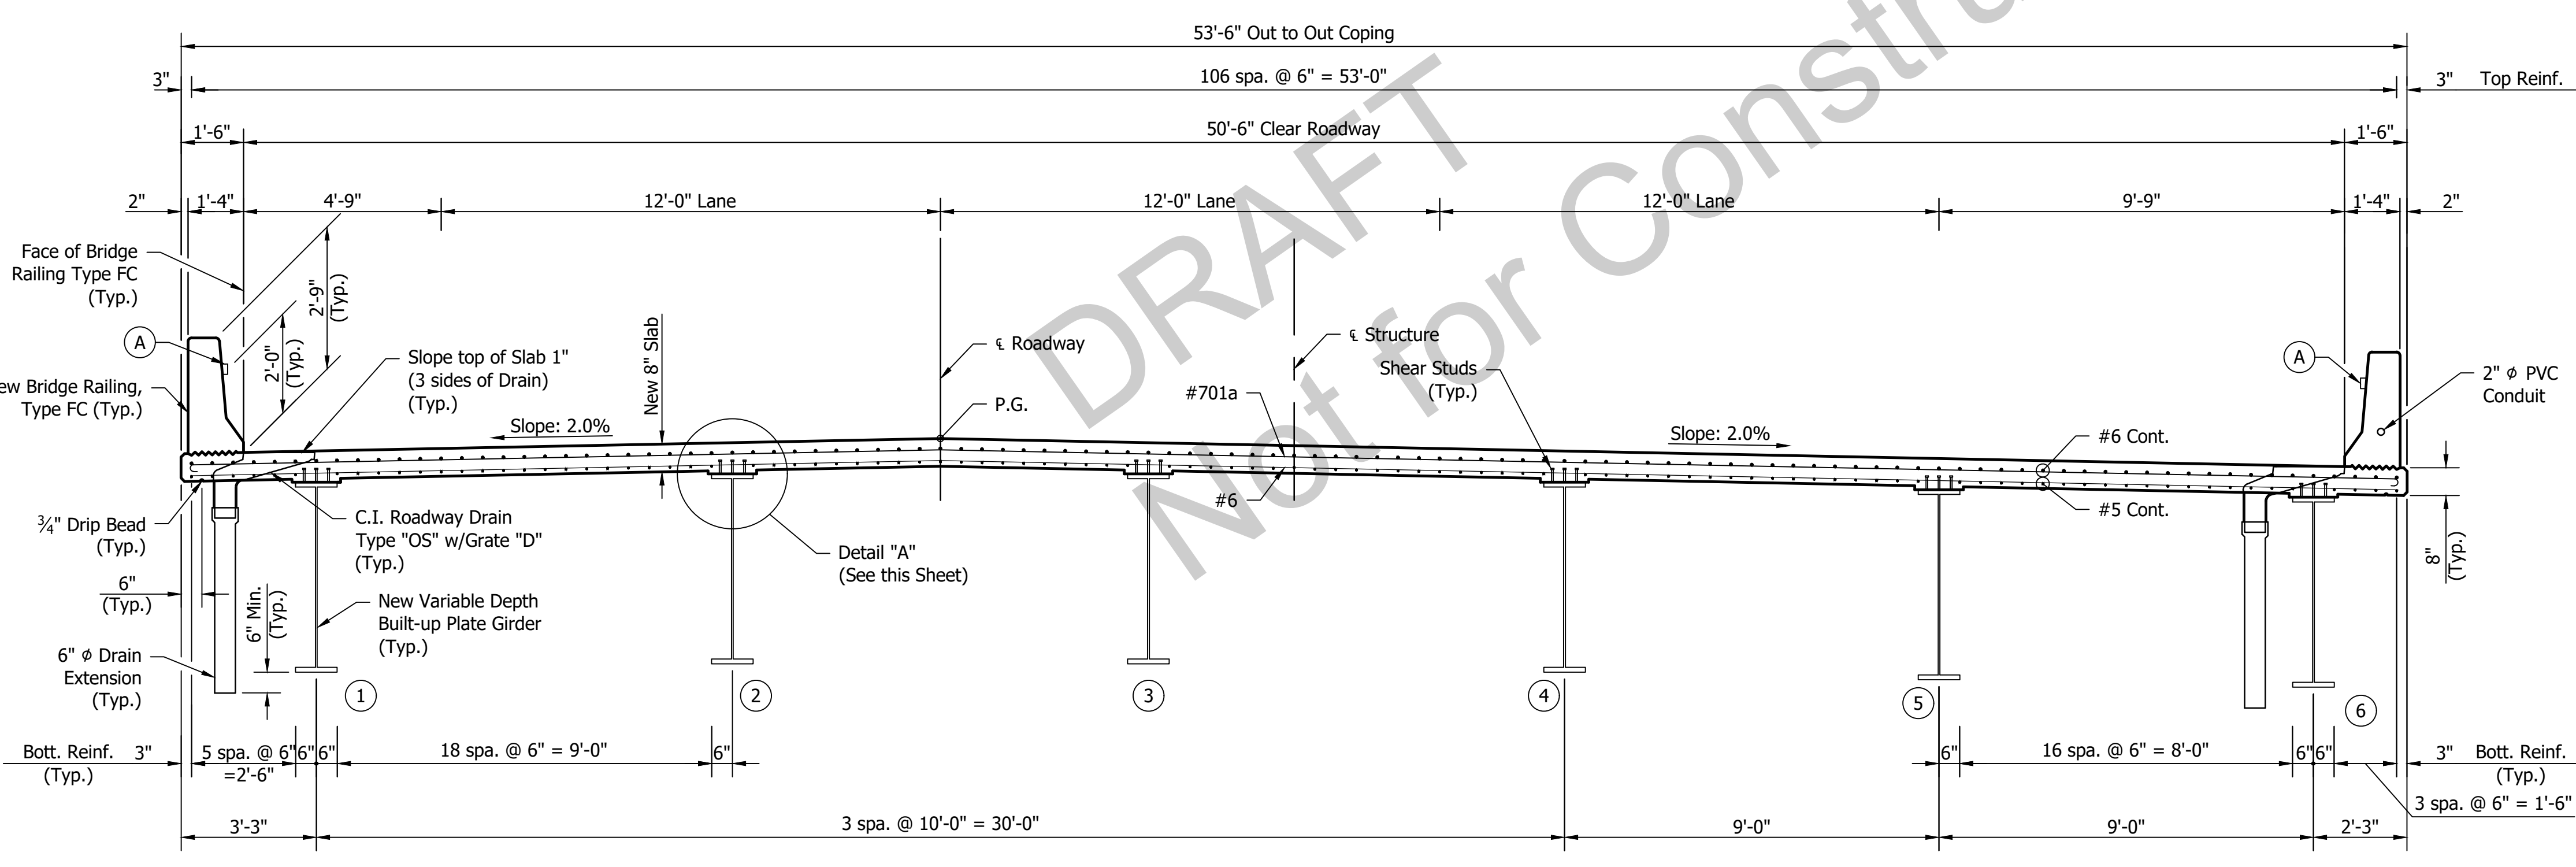 53'-6" Out to Out Coping
3"
106 spa. @ 6" = 53'-0"
3" Top Reinf.
1'-6"
50'-6" Clear Roadway
1'-6"
2"
1'-4"
4'-9"
12'-0" Lane
12'-0" Lane
12'-0" Lane
9'-9"
1'-4"
2"
DRAFT
Not for Constru
Face of Bridge
Railing Type FC
(Typ.)
2'-9"
(Typ.)
2'-0"
(Typ.)
A
ew Bridge Railing,
Type FC (Typ.)
Slope top of Slab 1"
(3 sides of Drain)
(Typ.)
Slope: 2.0%
New 8" Slab
℄ Roadway
P.G.
℄ Structure
Shear Studs
(Typ.)
#701a
#6
Slope: 2.0%
A
2" ϕ PVC
Conduit
#6 Cont.
#5 Cont.
8"
(Typ.)
¾" Drip Bead
(Typ.)
C.I. Roadway Drain
Type "OS" w/Grate "D"
(Typ.)
Detail "A"
(See this Sheet)
6"
(Typ.)
6" Min.
(Typ.)
New Variable Depth
Built-up Plate Girder
(Typ.)
6" ϕ Drain
Extension
(Typ.)
1
2
3
4
5
6
Bott. Reinf. 3"
(Typ.)
5 spa. @ 6"
=2'-6"
6"
6"
18 spa. @ 6" = 9'-0"
6"
6"
16 spa. @ 6" = 8'-0"
6"
6"
3" Bott. Reinf.
(Typ.)
3 spa. @ 6" = 1'-6"
3'-3"
3 spa. @ 10'-0" = 30'-0"
9'-0"
9'-0"
2'-3"